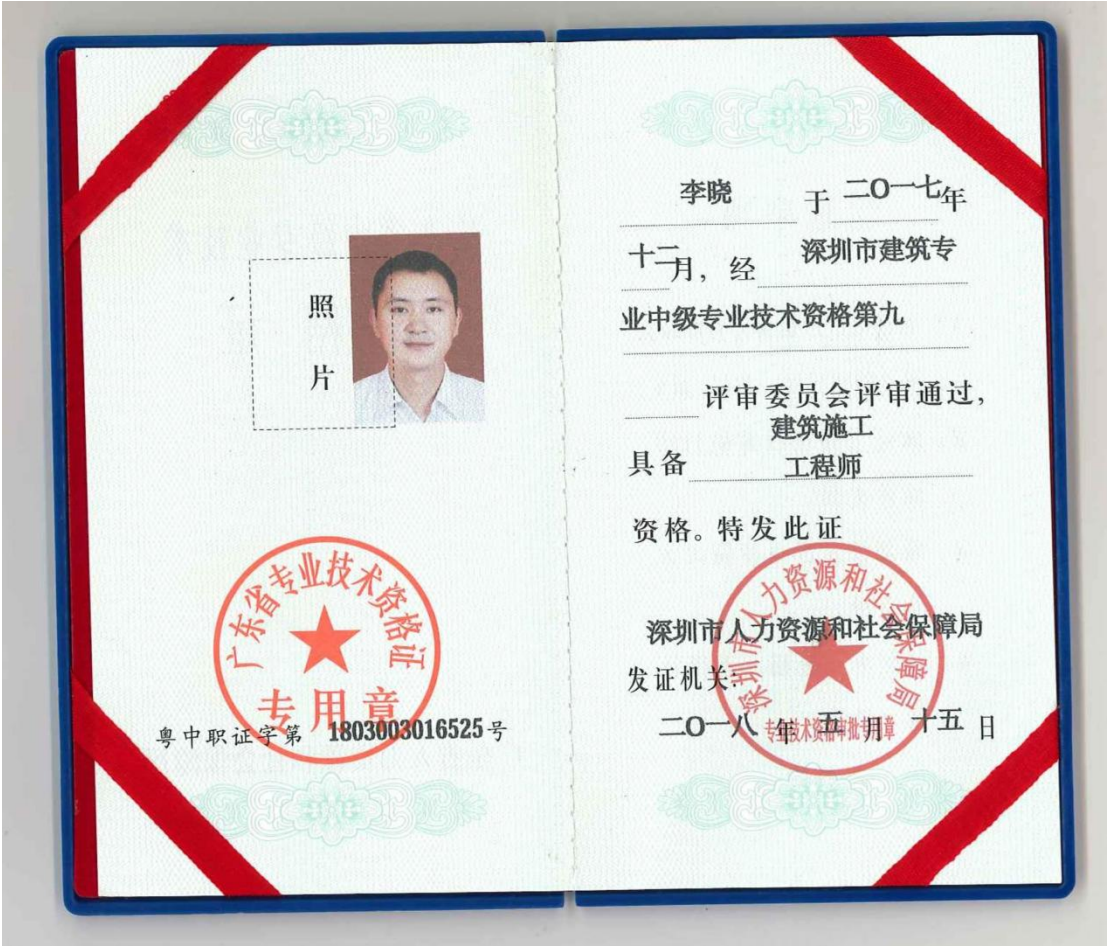 照
片
广东省专业技术资格证
专用章
粤中职证字第 1803003016525号
李晓 于 二〇一七年
十二月，经 深圳市建筑专
业中级专业技术资格第九
评审委员会评审通过，
建筑施工
具备 工程师
资格。特发此证
深圳市人力资源和社会保障局
深圳市人力资源和社会保障局
发证机关：
二〇一八 年 五 月 十五 日
专业技术资格审批专用章